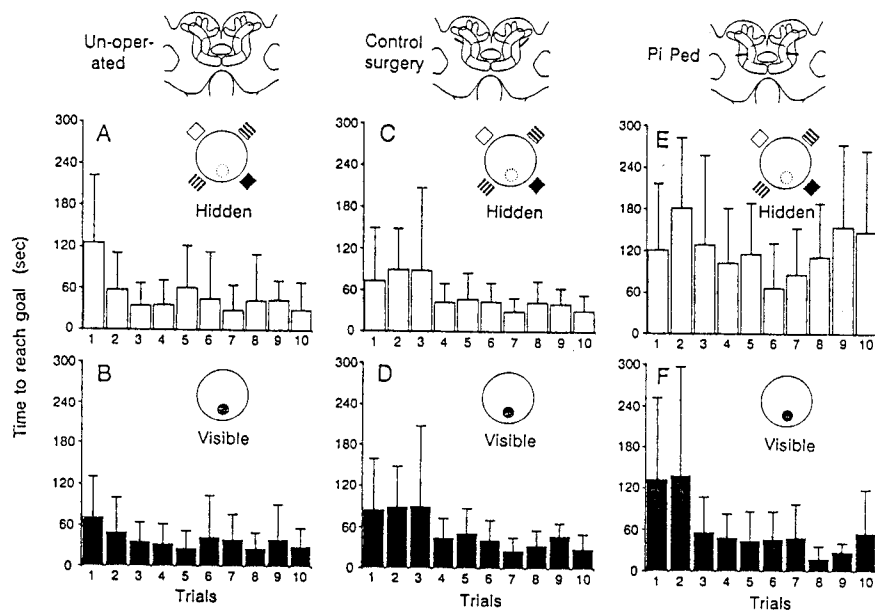 Un-oper-
ated
Control
surgery
Pi Ped
Time to reach goal (sec)
A
300
240
180
120
60
0
Hidden
1 2 3 4 5 6 7 8 9 10
C
300
240
180
120
60
0
Hidden
1 2 3 4 5 6 7 8 9 10
E
300
240
180
120
60
0
Hidden
1 2 3 4 5 6 7 8 9 10
B
300
240
180
120
60
0
Visible
1 2 3 4 5 6 7 8 9 10
Trials
D
300
240
180
120
60
0
Visible
1 2 3 4 5 6 7 8 9 10
Trials
F
300
240
180
120
60
0
Visible
1 2 3 4 5 6 7 8 9 10
Trials